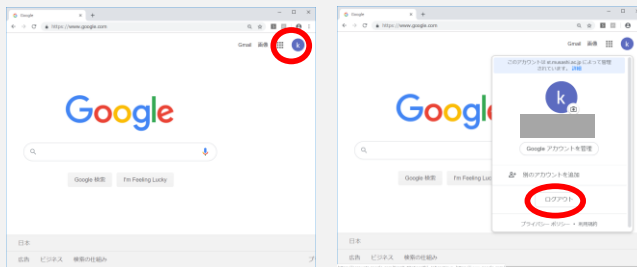 Google
https://www.google.com
Gmail 画像
k
Google
Google 検索
I'm Feeling Lucky
日本
広告 ビジネス 検索の仕組み
プ
Google
https://www.google.com
Gmail 画像
k
このアカウントは st.musashi.ac.jp によって管理
されています。 詳細
k
Google
Google アカウントを管理
Google 検索
I'm Feeling Luc
別のアカウントを追加
ログアウト
プライバシー ポリシー • 利用規約
日本
広告 ビジネス 検索の仕組み